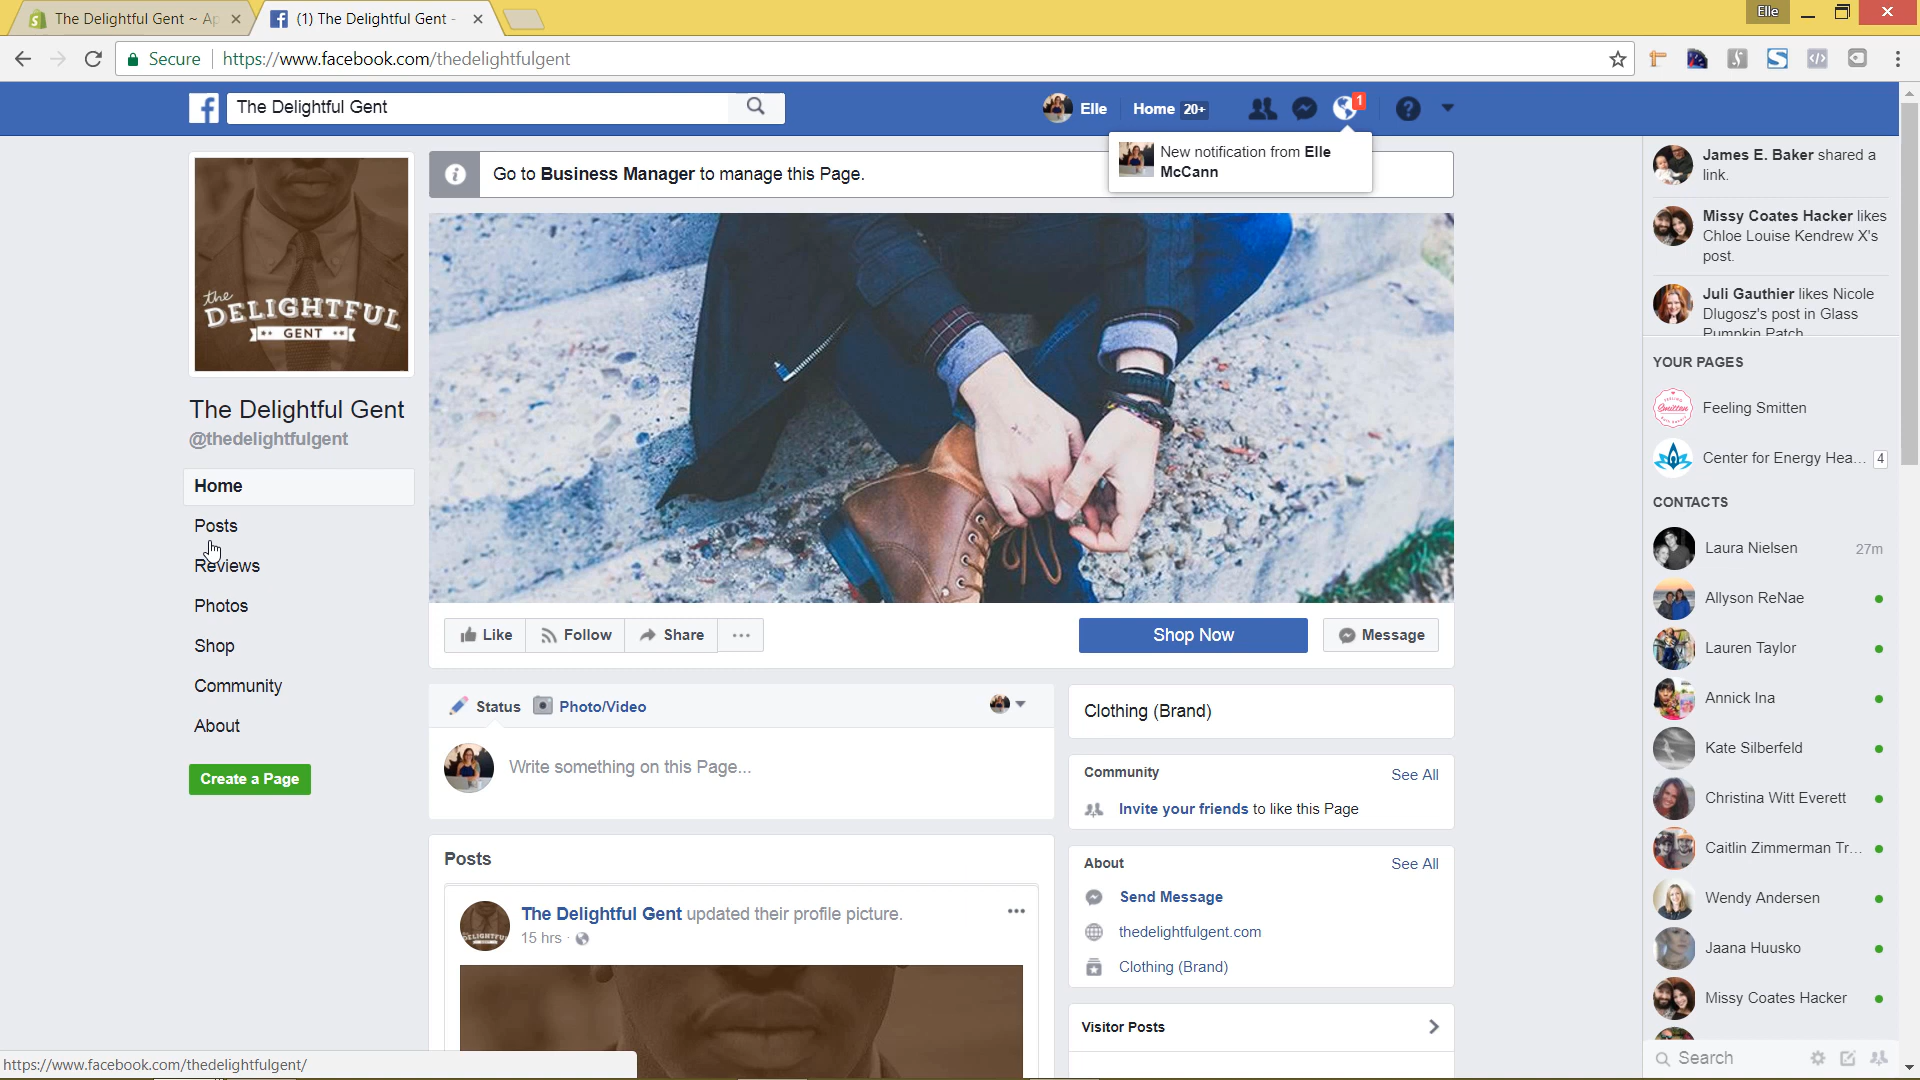 The Delightful Gent ~ Ap
(1) The Delightful Gent -
Elle
Secure
https://www.facebook.com/thedelightfulgent
The Delightful Gent
Elle
Home 20+
1
New notification from Elle
McCann
Go to Business Manager to manage this Page.
the
DELIGHTFUL
GENT
The Delightful Gent
@thedelightfulgent
Home
Posts
Reviews
Photos
Shop
Community
About
Create a Page
Like
Follow
Share
Shop Now
Message
Status
Photo/Video
Write something on this Page...
Posts
The Delightful Gent updated their profile picture.
15 hrs
Clothing (Brand)
Community
See All
Invite your friends to like this Page
About
See All
Send Message
thedelightfulgent.com
Clothing (Brand)
Visitor Posts
James E. Baker shared a
link.
Missy Coates Hacker likes
Chloe Louise Kendrew X's
post.
Juli Gauthier likes Nicole
Dlugosz's post in Glass
Pumpkin Patch
YOUR PAGES
Feeling Smitten
Center for Energy Hea... 4
CONTACTS
Laura Nielsen 27m
Allyson ReNae
Lauren Taylor
Annick Ina
Kate Silberfeld
Christina Witt Everett
Caitlin Zimmerman Tr...
Wendy Andersen
Jaana Huusko
Missy Coates Hacker
Search
https://www.facebook.com/thedelightfulgent/